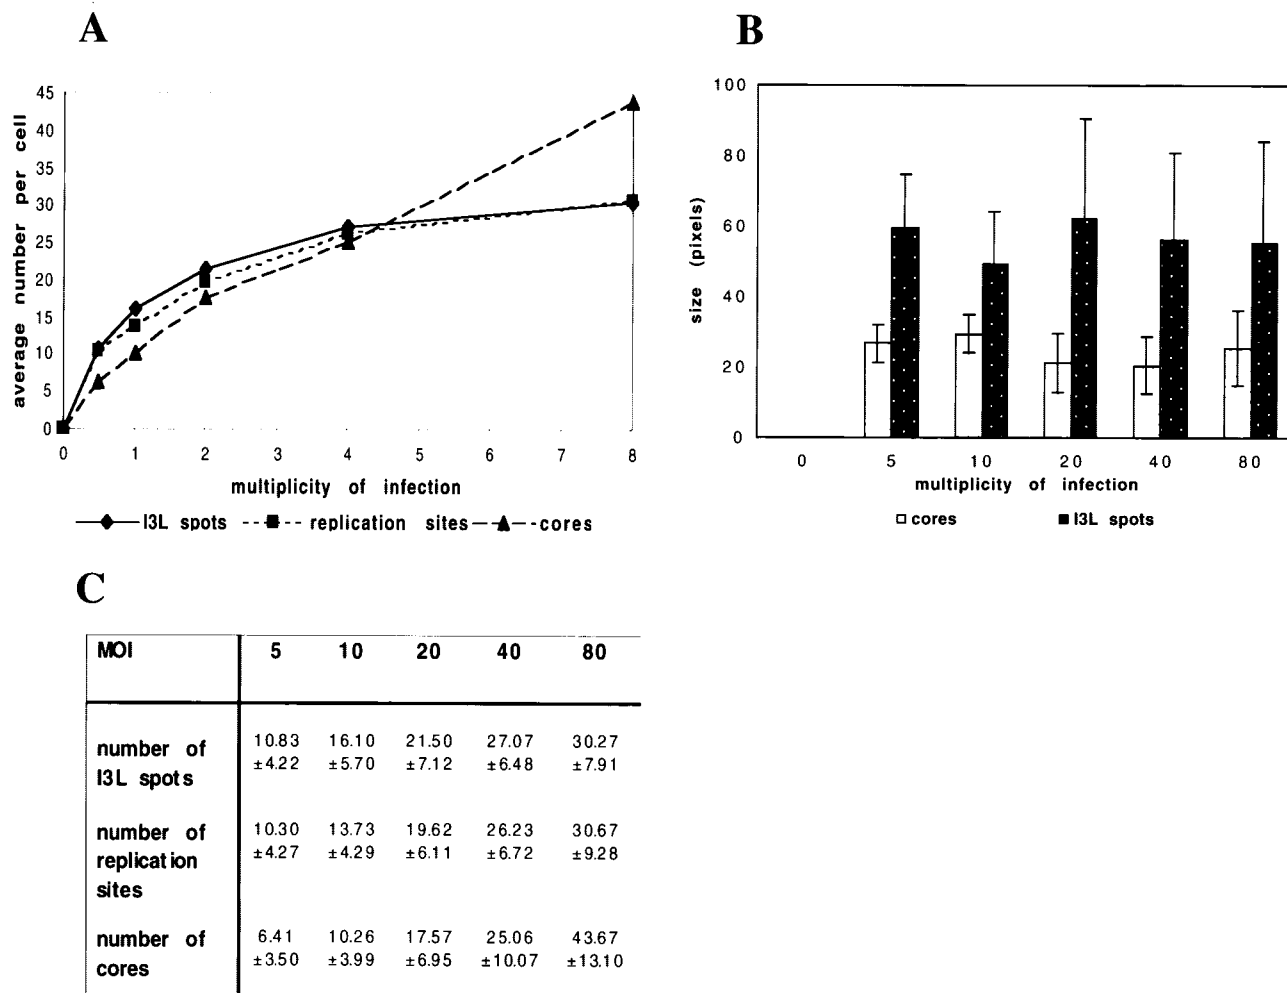 A
average number per cell
45
40
35
30
25
20
15
10
5
0
0 1 2 3 4 5 6 7 8
multiplicity of infection
I3L spots replication sites cores
B
size (pixels)
100
80
60
40
20
0
0 5 10 20 40 80
multiplicity of infection
cores I3L spots
C
MOI 5 10 20 40 80
number of I3L spots
10.83 16.10 21.50 27.07 30.27
±4.22 ±5.70 ±7.12 ±6.48 ±7.91
number of replication sites
10.30 13.73 19.62 26.23 30.67
±4.27 ±4.29 ±6.11 ±6.72 ±9.28
number of cores
6.41 10.26 17.57 25.06 43.67
±3.50 ±3.99 ±6.95 ±10.07 ±13.10